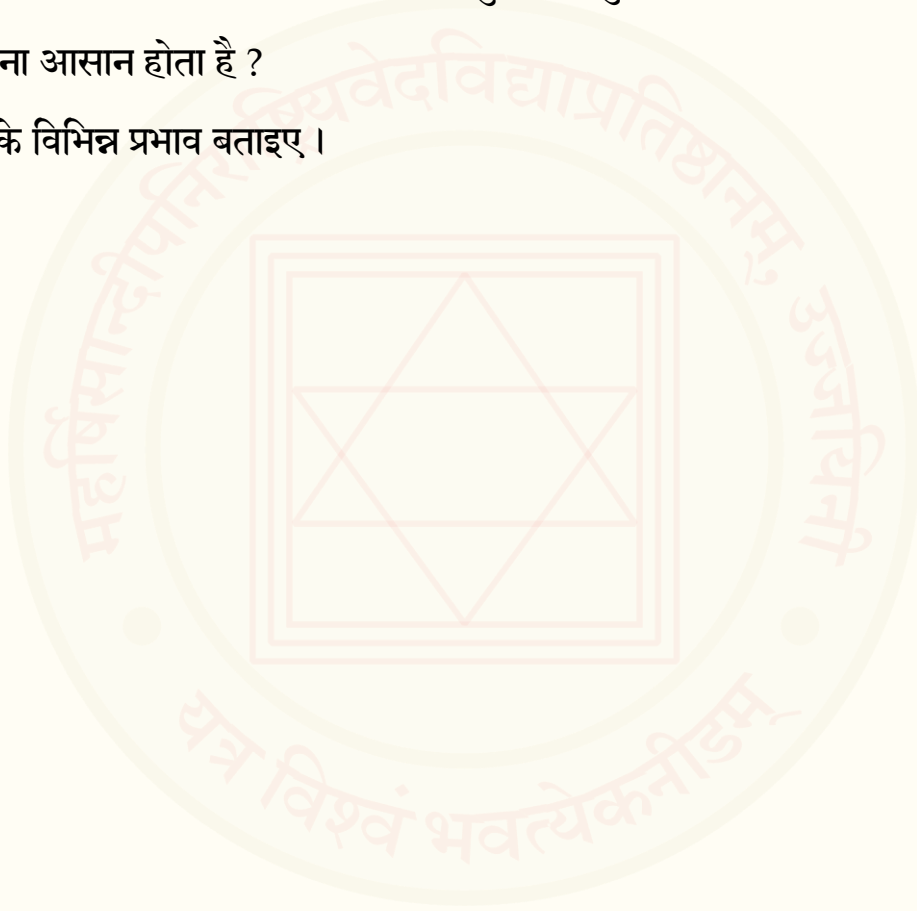 ना आसान होता है ?
के विभिन्न प्रभाव बताइए ।
महर्षिसान्दीपनिराष्ट्रियवेदविद्याप्रतिष्ठानम्, उज्जयिनी
यत्र विश्वं भवत्येकनीडम्